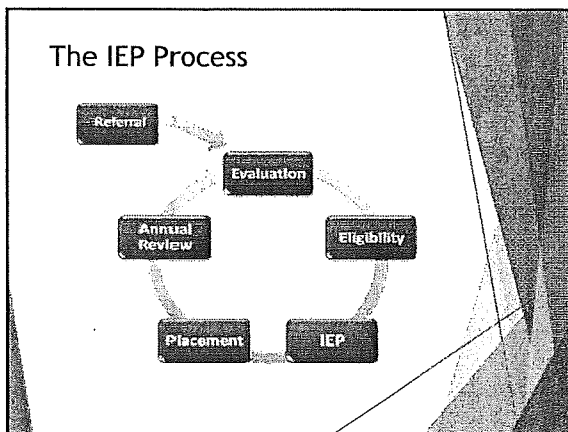 The IEP Process
Referral
Evaluation
Eligibility
IEP
Placement
Annual
Review